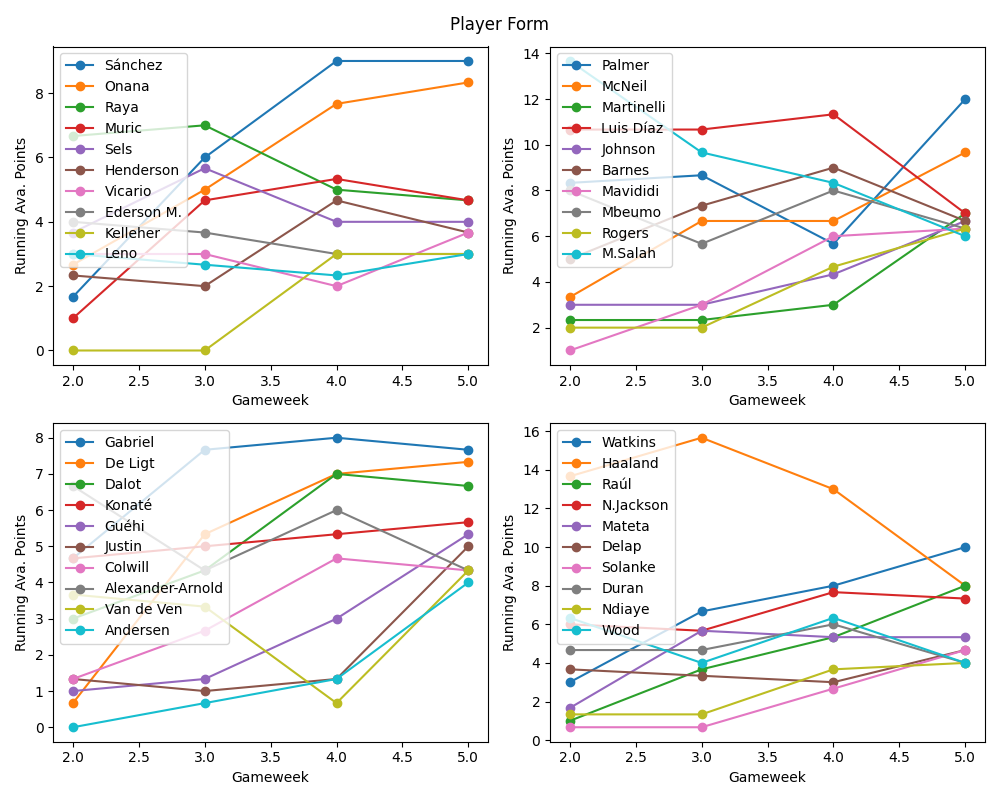 Player Form
Running Ava. Points
8
6
4
2
0
Sánchez
Onana
Raya
Muric
Sels
Henderson
Vicario
Ederson M.
Kelleher
Leno
2.0 2.5 3.0 3.5 4.0 4.5 5.0
Gameweek
Running Ava. Points
14
12
10
8
6
4
2
Palmer
McNeil
Martinelli
Luis Díaz
Johnson
Barnes
Mavididi
Mbeumo
Rogers
M.Salah
2.0 2.5 3.0 3.5 4.0 4.5 5.0
Gameweek
Running Ava. Points
8
7
6
5
4
3
2
1
0
Gabriel
De Ligt
Dalot
Konaté
Guéhi
Justin
Colwill
Alexander-Arnold
Van de Ven
Andersen
2.0 2.5 3.0 3.5 4.0 4.5 5.0
Gameweek
Running Ava. Points
16
14
12
10
8
6
4
2
0
Watkins
Haaland
Raúl
N.Jackson
Mateta
Delap
Solanke
Duran
Ndiaye
Wood
2.0 2.5 3.0 3.5 4.0 4.5 5.0
Gameweek